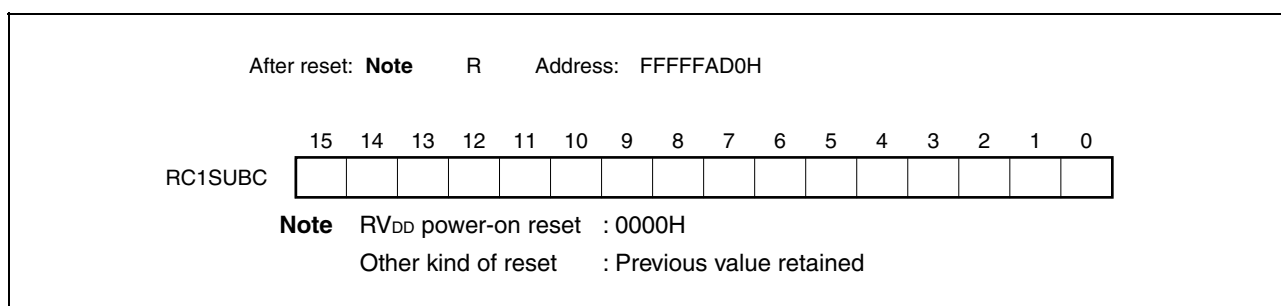 After reset: Note R Address: FFFFFAD0H
15 14 13 12 11 10 9 8 7 6 5 4 3 2 1 0
RC1SUBC
Note RVDD power-on reset : 0000H
Other kind of reset : Previous value retained